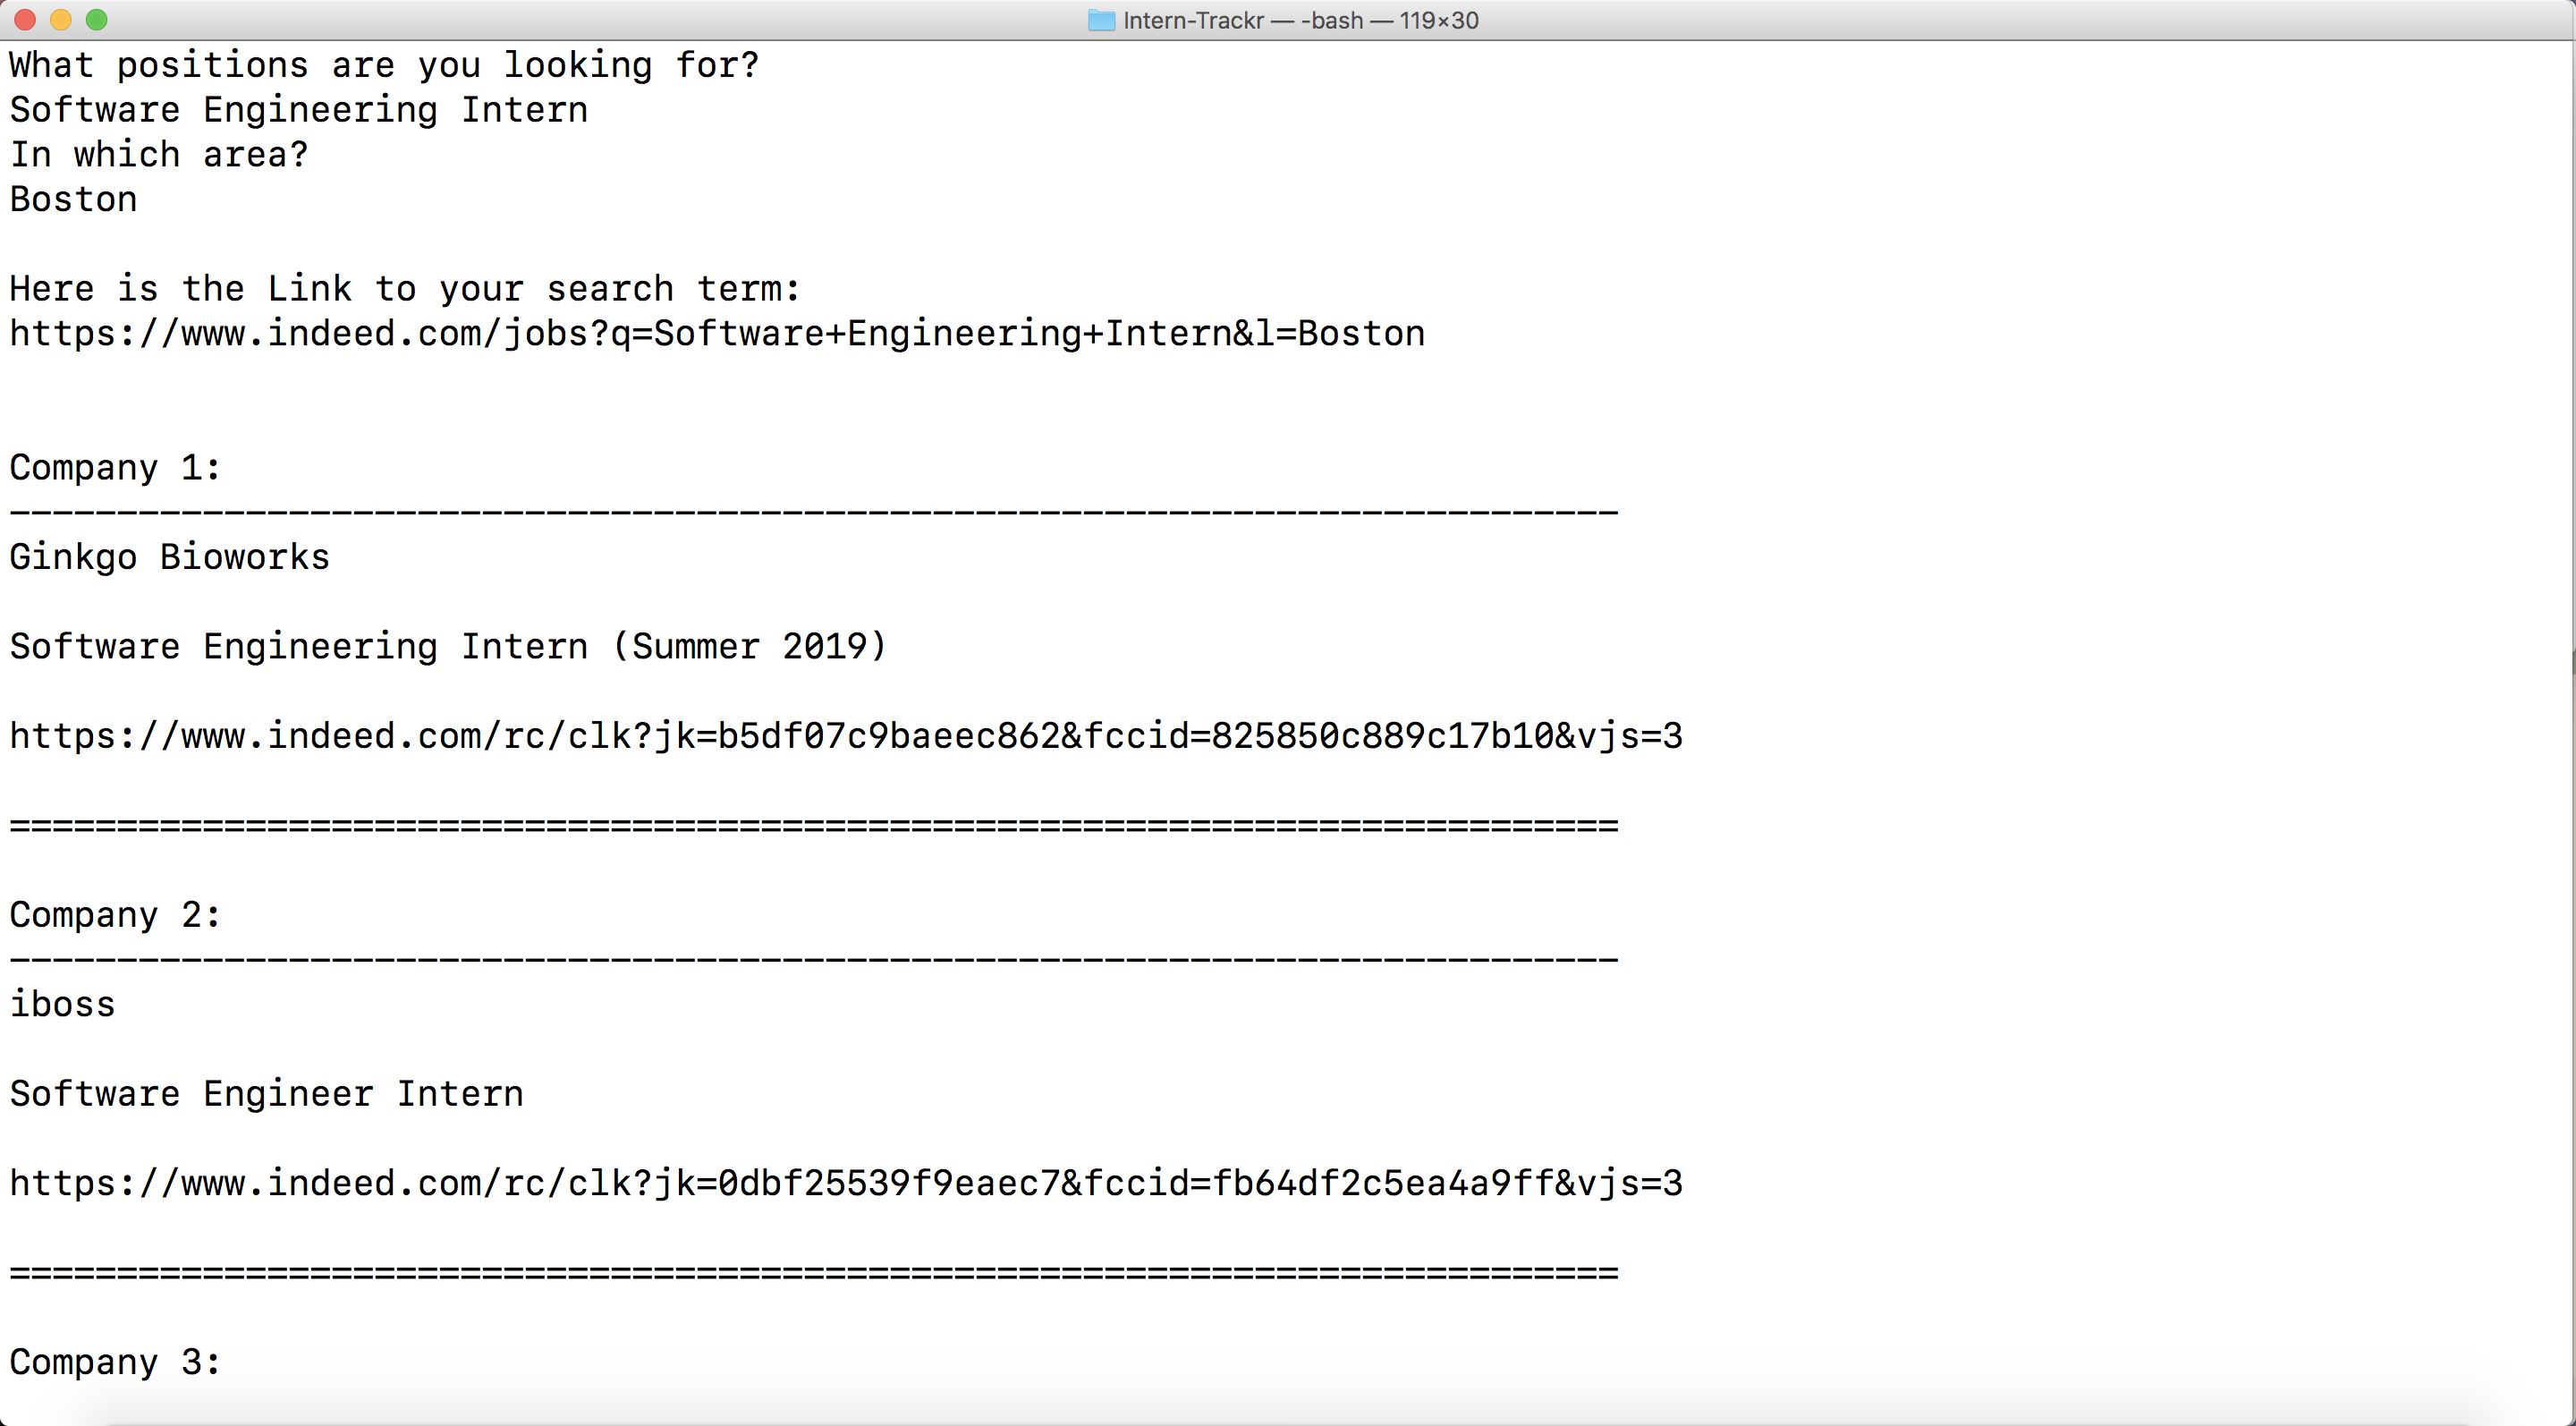 Intern-Trackr — -bash — 119×30
What positions are you looking for?
Software Engineering Intern
In which area?
Boston
Here is the Link to your search term:
https://www.indeed.com/jobs?q=Software+Engineering+Intern&l=Boston
Company 1:
---------------------------------------------------------------------------
Ginkgo Bioworks
Software Engineering Intern (Summer 2019)
https://www.indeed.com/rc/clk?jk=b5df07c9baeec862&fccid=825850c889c17b10&vjs=3
===========================================================================
Company 2:
---------------------------------------------------------------------------
iboss
Software Engineer Intern
https://www.indeed.com/rc/clk?jk=0dbf25539f9eaec7&fccid=fb64df2c5ea4a9ff&vjs=3
===========================================================================
Company 3: